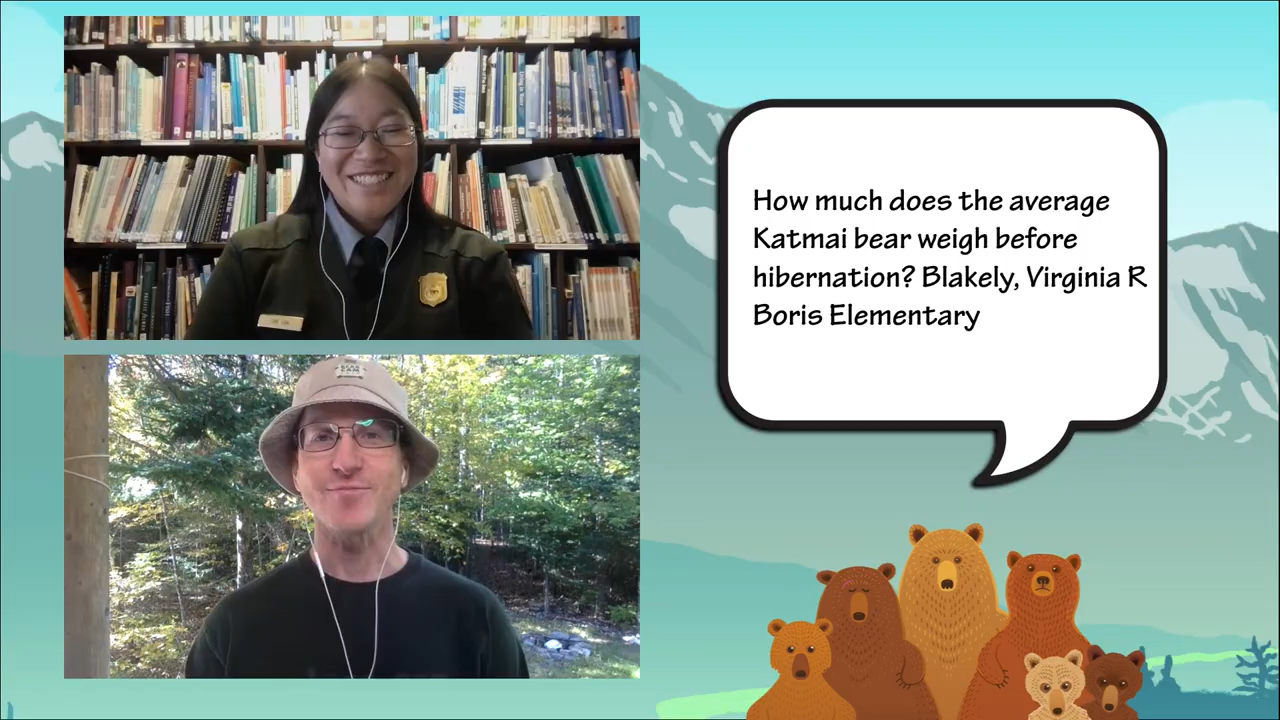 How much does the average
Katmai bear weigh before
hibernation? Blakely, Virginia R
Boris Elementary